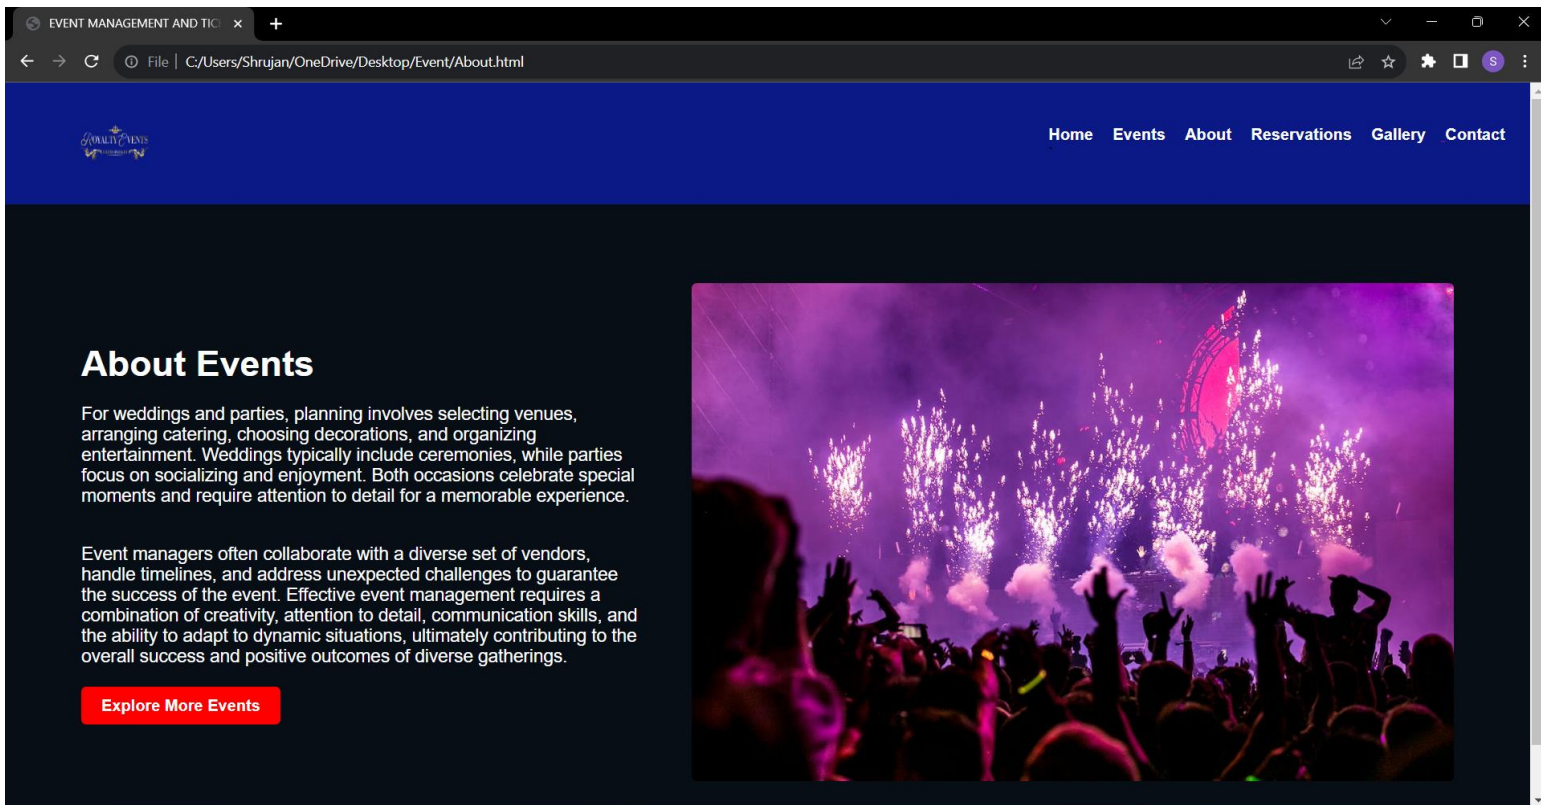 EVENT MANAGEMENT AND TIC
File
C:/Users/Shrujan/OneDrive/Desktop/Event/About.html
S
Royalty Events
Home Events About Reservations Gallery Contact
About Events
For weddings and parties, planning involves selecting venues,
arranging catering, choosing decorations, and organizing
entertainment. Weddings typically include ceremonies, while parties
focus on socializing and enjoyment. Both occasions celebrate special
moments and require attention to detail for a memorable experience.
Event managers often collaborate with a diverse set of vendors,
handle timelines, and address unexpected challenges to guarantee
the success of the event. Effective event management requires a
combination of creativity, attention to detail, communication skills, and
the ability to adapt to dynamic situations, ultimately contributing to the
overall success and positive outcomes of diverse gatherings.
Explore More Events